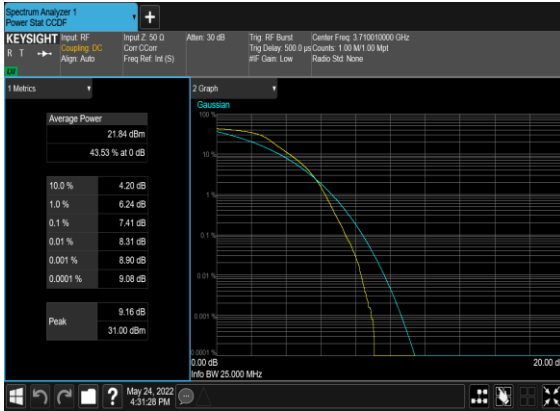 Spectrum Analyzer 1
Power Stat CCDF
KEYSIGHT
R T
Input: RF
Coupling: DC
Align: Auto
Input Z: 50 Ω
Corr CCorr
Freq Ref: Int (S)
Atten: 30 dB
Trig: RF Burst
Trig Delay: 500.0 µs
#IF Gain: Low
Center Freq: 3.710010000 GHz
Counts: 1.00 M/1.00 Mpt
Radio Std: None
1 Metrics
Average Power
21.84 dBm
43.53 % at 0 dB
10.0 % 4.20 dB
1.0 % 6.24 dB
0.1 % 7.41 dB
0.01 % 8.31 dB
0.001 % 8.90 dB
0.0001 % 9.08 dB
Peak
9.16 dB
31.00 dBm
2 Graph
Gaussian
100 %
10 %
1 %
0.1 %
0.01 %
0.001 %
0.0001 %
0.00 dB
20.00 d
Info BW 25.000 MHz
?
May 24, 2022
4:31:28 PM